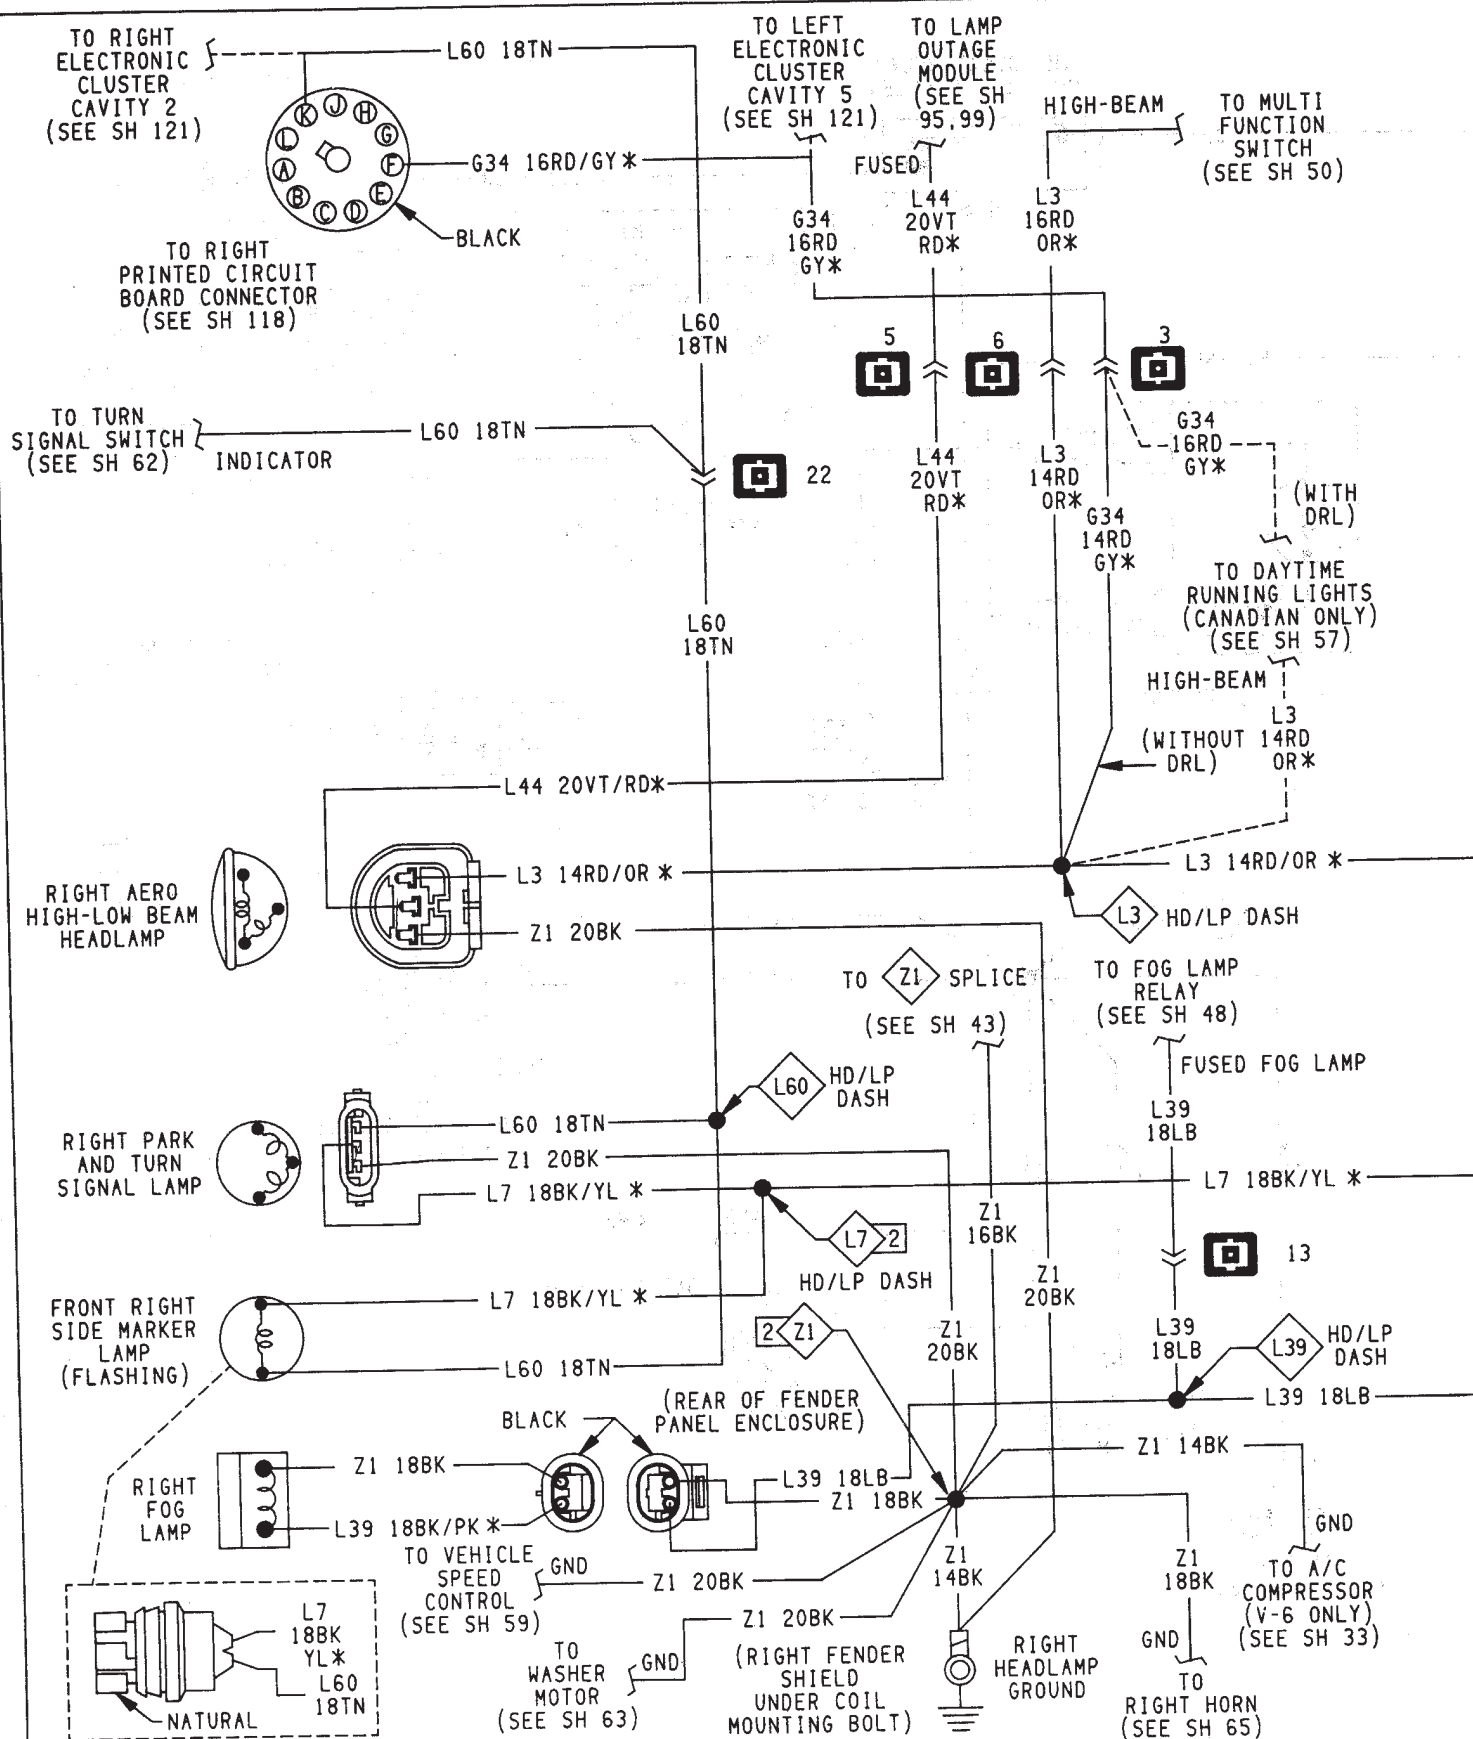 TO RIGHT
ELECTRONIC
CLUSTER
CAVITY 2
(SEE SH 121)
L60 18TN
TO LEFT
ELECTRONIC
CLUSTER
CAVITY 5
(SEE SH 121)
TO LAMP
OUTAGE
MODULE
(SEE SH
95,99)
FUSED
HIGH-BEAM
TO MULTI
FUNCTION
SWITCH
(SEE SH 50)
J
H
G
F
E
D
C
B
A
L
K
BLACK
G34 16RD/GY*
TO RIGHT
PRINTED CIRCUIT
BOARD CONNECTOR
(SEE SH 118)
G34
16RD
GY*
L44
20VT
RD*
L3
16RD
OR*
L60
18TN
5
6
3
TO TURN
SIGNAL SWITCH
(SEE SH 62)
L60 18TN
INDICATOR
22
L44
20VT
RD*
L3
14RD
OR*
G34
14RD
GY*
G34
16RD
GY*
(WITH
DRL)
TO DAYTIME
RUNNING LIGHTS
(CANADIAN ONLY)
(SEE SH 57)
HIGH-BEAM
L60
18TN
L3
14RD
OR*
(WITHOUT
DRL)
L44 20VT/RD*
RIGHT AERO
HIGH-LOW BEAM
HEADLAMP
L3 14RD/OR *
L3 14RD/OR *
Z1 20BK
L3
HD/LP DASH
TO
Z1
SPLICE
(SEE SH 43)
TO FOG LAMP
RELAY
(SEE SH 48)
FUSED FOG LAMP
L60
HD/LP
DASH
L39
18LB
RIGHT PARK
AND TURN
SIGNAL LAMP
L60 18TN
Z1 20BK
L7 18BK/YL *
L7 18BK/YL *
L7
2
HD/LP DASH
Z1
16BK
Z1
20BK
13
FRONT RIGHT
SIDE MARKER
LAMP
(FLASHING)
L7 18BK/YL *
L60 18TN
2
Z1
Z1
20BK
L39
18LB
L39
HD/LP
DASH
L39 18LB
BLACK
(REAR OF FENDER
PANEL ENCLOSURE)
Z1 14BK
RIGHT
FOG
LAMP
Z1 18BK
L39 18BK/PK *
L39 18LB
Z1 18BK
TO VEHICLE
SPEED
CONTROL
(SEE SH 59)
GND
Z1 20BK
Z1
14BK
Z1
18BK
GND
TO A/C
COMPRESSOR
(V-6 ONLY)
(SEE SH 33)
Z1 20BK
GND
TO
WASHER
MOTOR
(SEE SH 63)
(RIGHT FENDER
SHIELD
UNDER COIL
MOUNTING BOLT)
RIGHT
HEADLAMP
GROUND
GND
TO
RIGHT HORN
(SEE SH 65)
L7
18BK
YL*
L60
18TN
NATURAL